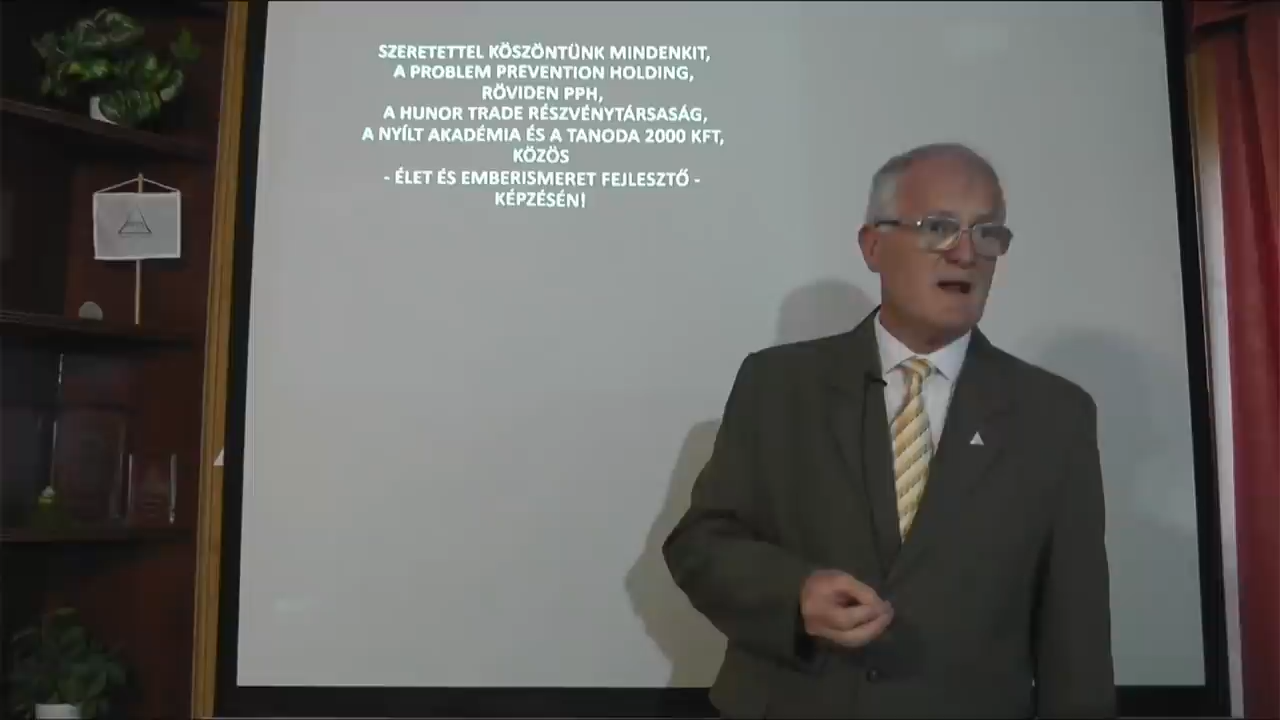 SZERETETTEL KÖSZÖNTÜNK MINDENKIT,
A PROBLEM PREVENTION HOLDING,
RÖVIDEN PPH,
A HUNOR TRADE RÉSZVÉNYTÁRSASÁG,
A NYÍLT AKADÉMIA ÉS A TANODA 2000 KFT,
KÖZÖS
- ÉLET ÉS EMBERISMERET FEJLESZTŐ -
KÉPZÉSÉN!